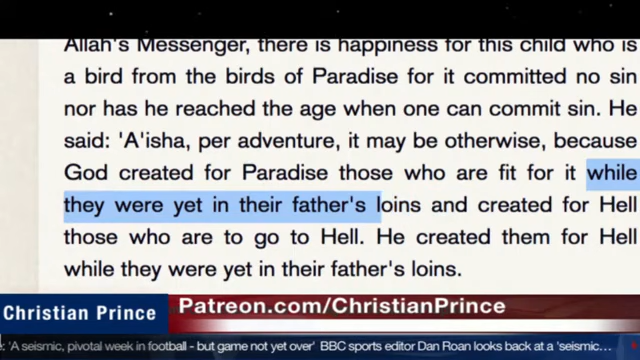 Allah's Messenger, there is happiness for this child who is
a bird from the birds of Paradise for it committed no sin
nor has he reached the age when one can commit sin. He
said: 'A'isha, per adventure, it may be otherwise, because
God created for Paradise those who are fit for it while
they were yet in their father's loins and created for Hell
those who are to go to Hell. He created them for Hell
while they were yet in their father's loins.
Christian Prince Patreon.com/ChristianPrince
: 'A seismic, pivotal week in football - but game not yet over' BBC sports editor Dan Roan looks back at a 'seismic...